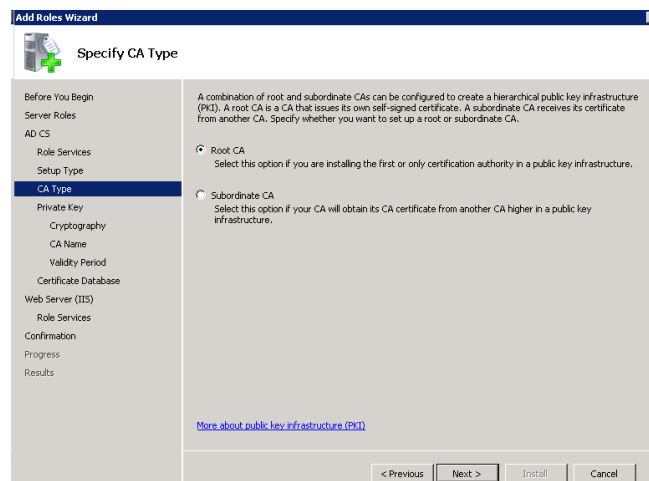 Add Roles Wizard
Specify CA Type
Before You Begin
Server Roles
AD CS
Role Services
Setup Type
CA Type
Private Key
Cryptography
CA Name
Validity Period
Certificate Database
Web Server (IIS)
Role Services
Confirmation
Progress
Results
A combination of root and subordinate CAs can be configured to create a hierarchical public key infrastructure
(PKI). A root CA is a CA that issues its own self-signed certificate. A subordinate CA receives its certificate
from another CA. Specify whether you want to set up a root or subordinate CA.
Root CA
Select this option if you are installing the first or only certification authority in a public key infrastructure.
Subordinate CA
Select this option if your CA will obtain its CA certificate from another CA higher in a public key
infrastructure.
More about public key infrastructure (PKI)
< Previous
Next >
Install
Cancel